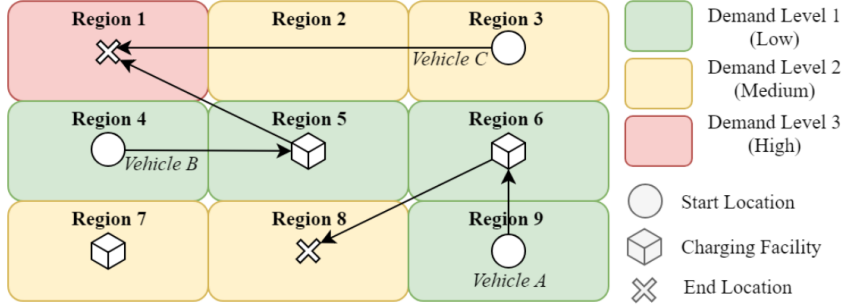 Region 1
Region 2
Region 3
Vehicle C
Region 4
Region 5
Region 6
Vehicle B
Region 7
Region 8
Region 9
Vehicle A
Demand Level 1
(Low)
Demand Level 2
(Medium)
Demand Level 3
(High)
Start Location
Charging Facility
End Location